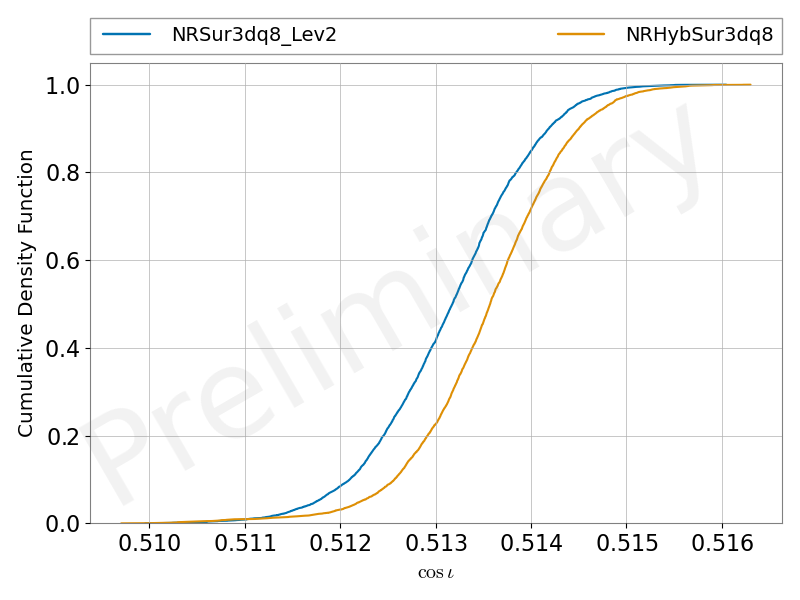 NRSur3dq8_Lev2 NRHybSur3dq8
1.0
0.8
0.6
0.4
0.2
0.0
Cumulative Density Function
Preliminary
0.510 0.511 0.512 0.513 0.514 0.515 0.516
cos ι